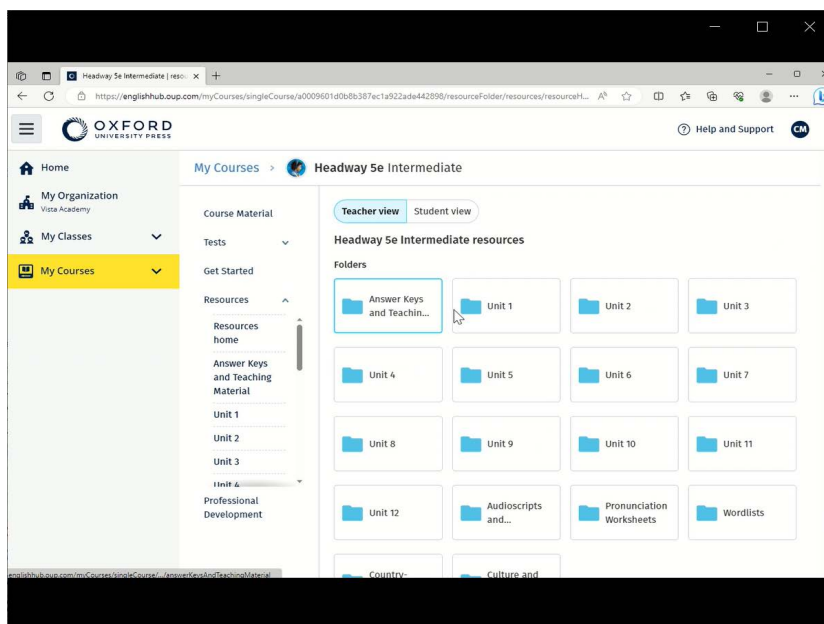 Headway 5e Intermediate | reso
https://englishhub.oup.com/myCourses/singleCourse/a0009601d0b8b387ec1a922ade442898/resourceFolder/resources/resourceH...
OXFORD
UNIVERSITY PRESS
Help and Support
CM
Home
My Organization
Vista Academy
My Classes
My Courses
My Courses > Headway 5e Intermediate
Course Material
Tests
Get Started
Resources
Resources
home
Answer Keys
and Teaching
Material
Unit 1
Unit 2
Unit 3
Unit 4
Professional
Development
Teacher view
Student view
Headway 5e Intermediate resources
Folders
Answer Keys
and Teachin...
Unit 1
Unit 2
Unit 3
Unit 4
Unit 5
Unit 6
Unit 7
Unit 8
Unit 9
Unit 10
Unit 11
Unit 12
Audioscripts
and...
Pronunciation
Worksheets
Wordlists
Country-
Culture and
englishhub.oup.com/myCourses/singleCourse/.../answerKeysAndTeachingMaterial